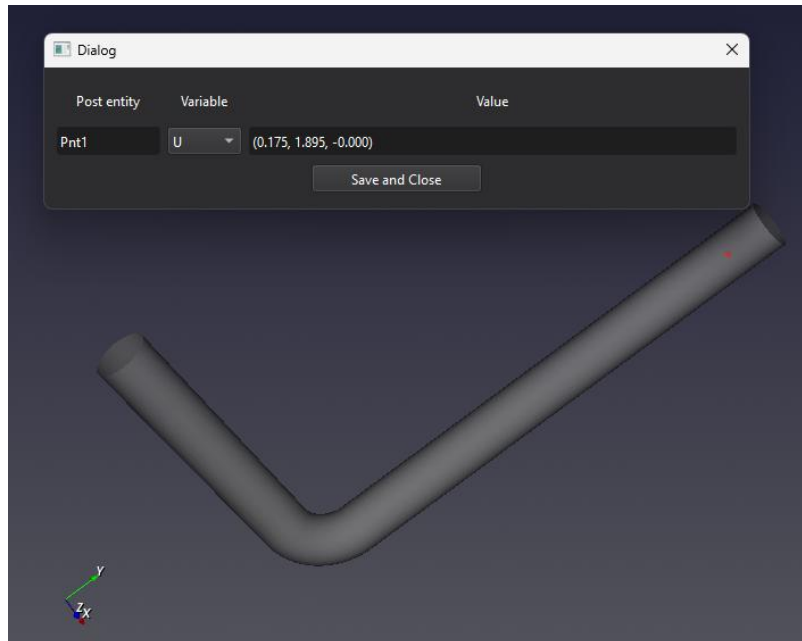 Dialog
Post entity Variable Value
Pnt1 U (0.175, 1.895, -0.000)
Save and Close
Y
Z X